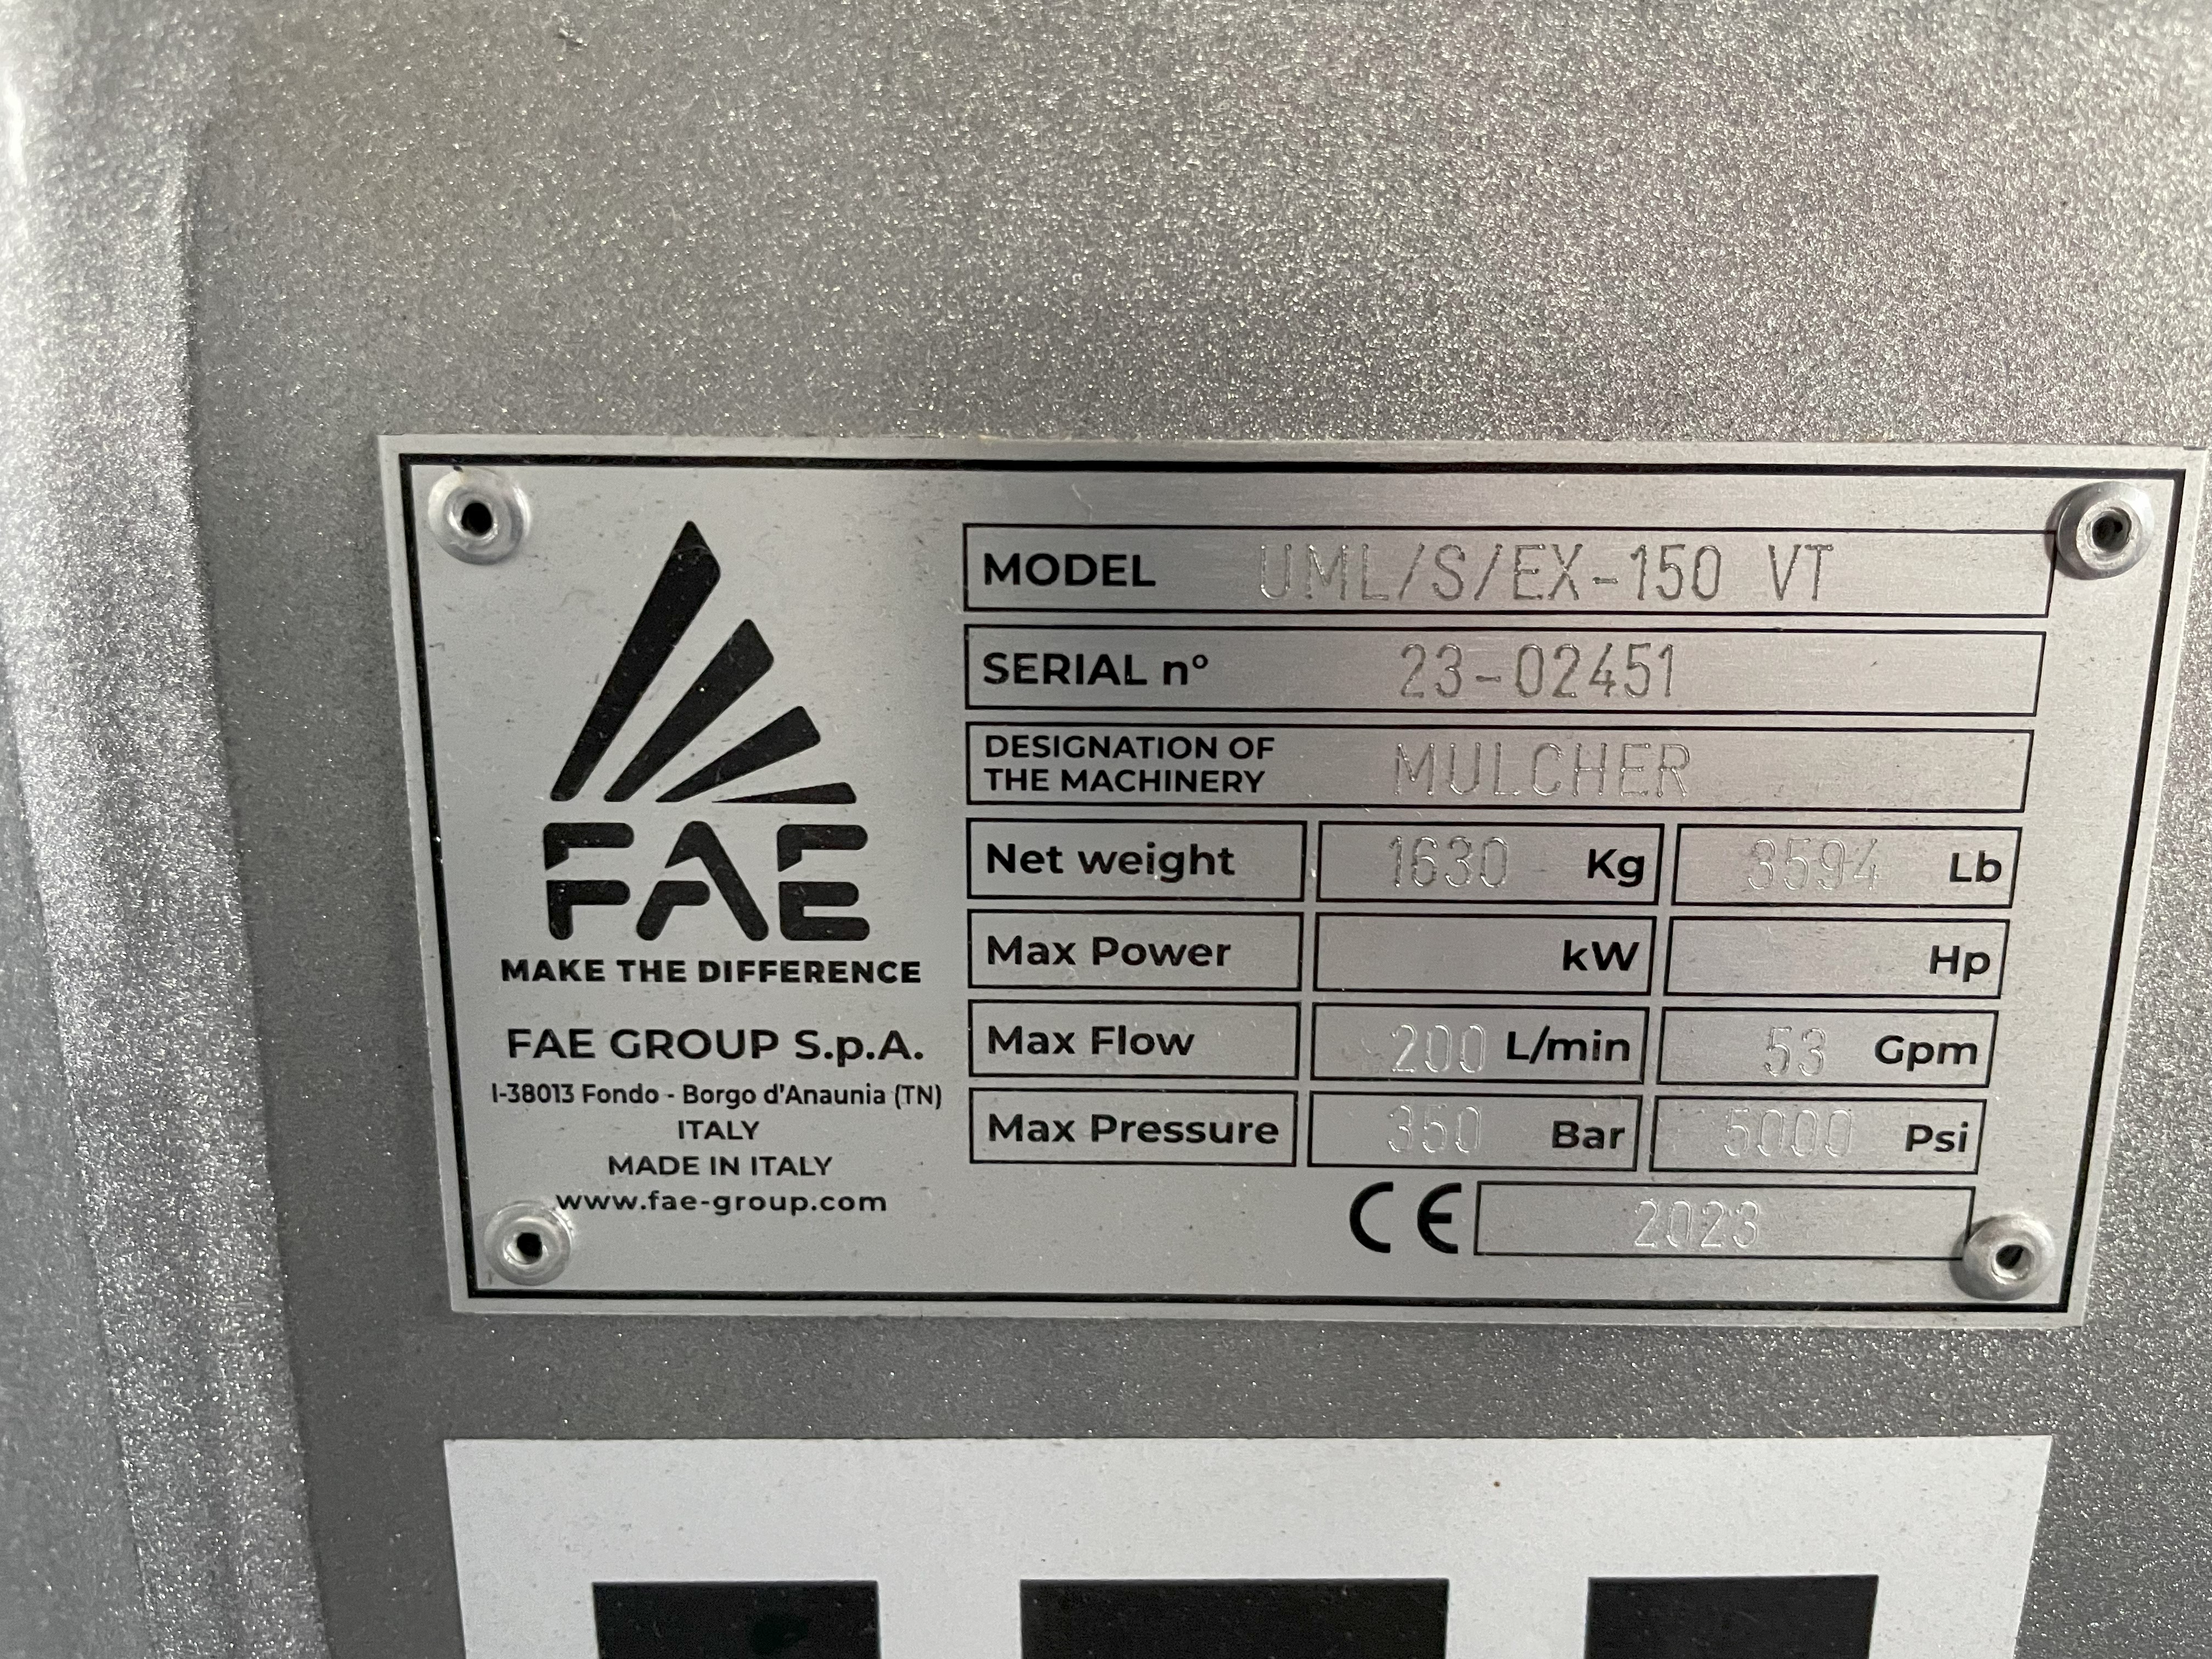 FAE
MAKE THE DIFFERENCE
FAE GROUP S.p.A.
I-38013 Fondo - Borgo d'Anaunia (TN)
ITALY
MADE IN ITALY
www.fae-group.com
MODEL UML/S/EX-150 VT
SERIAL n° 23-02451
DESIGNATION OF
THE MACHINERY MULCHER
Net weight 1630 Kg 3594 Lb
Max Power kW Hp
Max Flow 200 L/min 53 Gpm
Max Pressure 350 Bar 5000 Psi
CE 2023